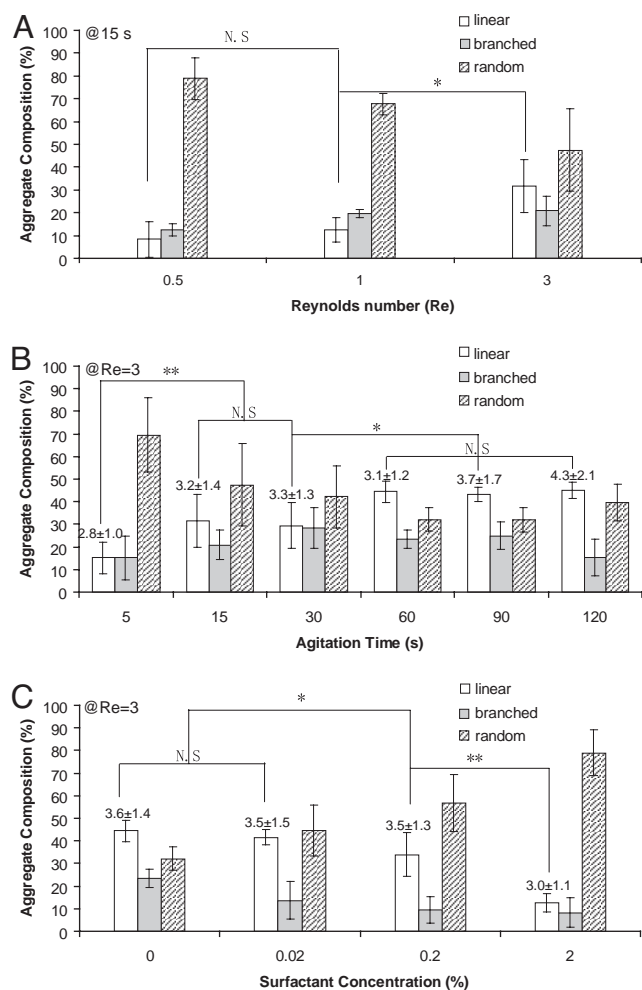 A
@15 s
N.S
*
linear
branched
random
Aggregate Composition (%)
100
90
80
70
60
50
40
30
20
10
0
0.5 1 3
Reynolds number (Re)
B
@Re=3
**
N.S
*
N.S
linear
branched
random
Aggregate Composition (%)
100
90
80
70
60
50
40
30
20
10
0
2.8±1.0 3.2±1.4 3.3±1.3 3.1±1.2 3.7±1.7 4.3±2.1
5 15 30 60 90 120
Agitation Time (s)
C
@Re=3
*
N.S
**
linear
branched
random
Aggregate Composition (%)
100
90
80
70
60
50
40
30
20
10
0
3.6±1.4 3.5±1.5 3.5±1.3 3.0±1.1
0 0.02 0.2 2
Surfactant Concentration (%)